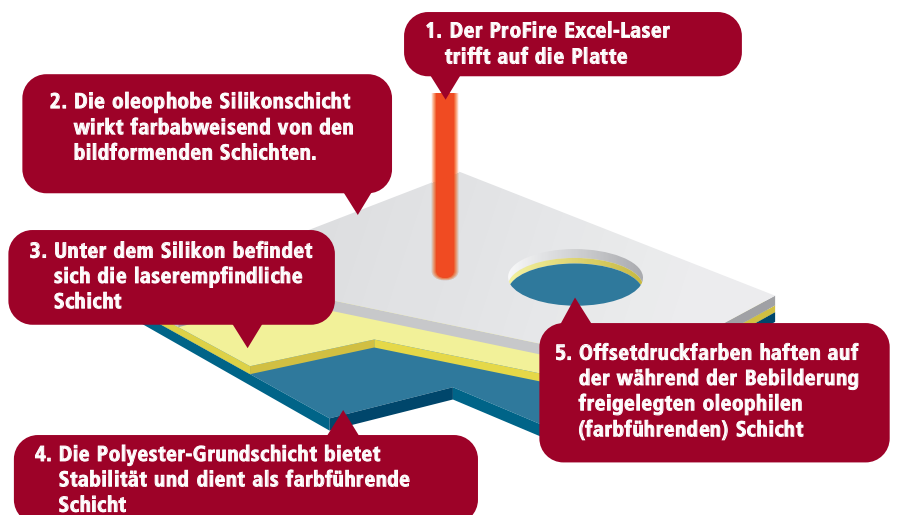 1. Der ProFire Excel-Laser
trifft auf die Platte
2. Die oleophobe Silikonschicht
wirkt farbabweisend von den
bildformenden Schichten.
3. Unter dem Silikon befindet
sich die laserempfindliche
Schicht
5. Offsetdruckfarben haften auf
der während der Bebilderung
freigelegten oleophilen
(farbführenden) Schicht
4. Die Polyester-Grundschicht bietet
Stabilität und dient als farbführende
Schicht